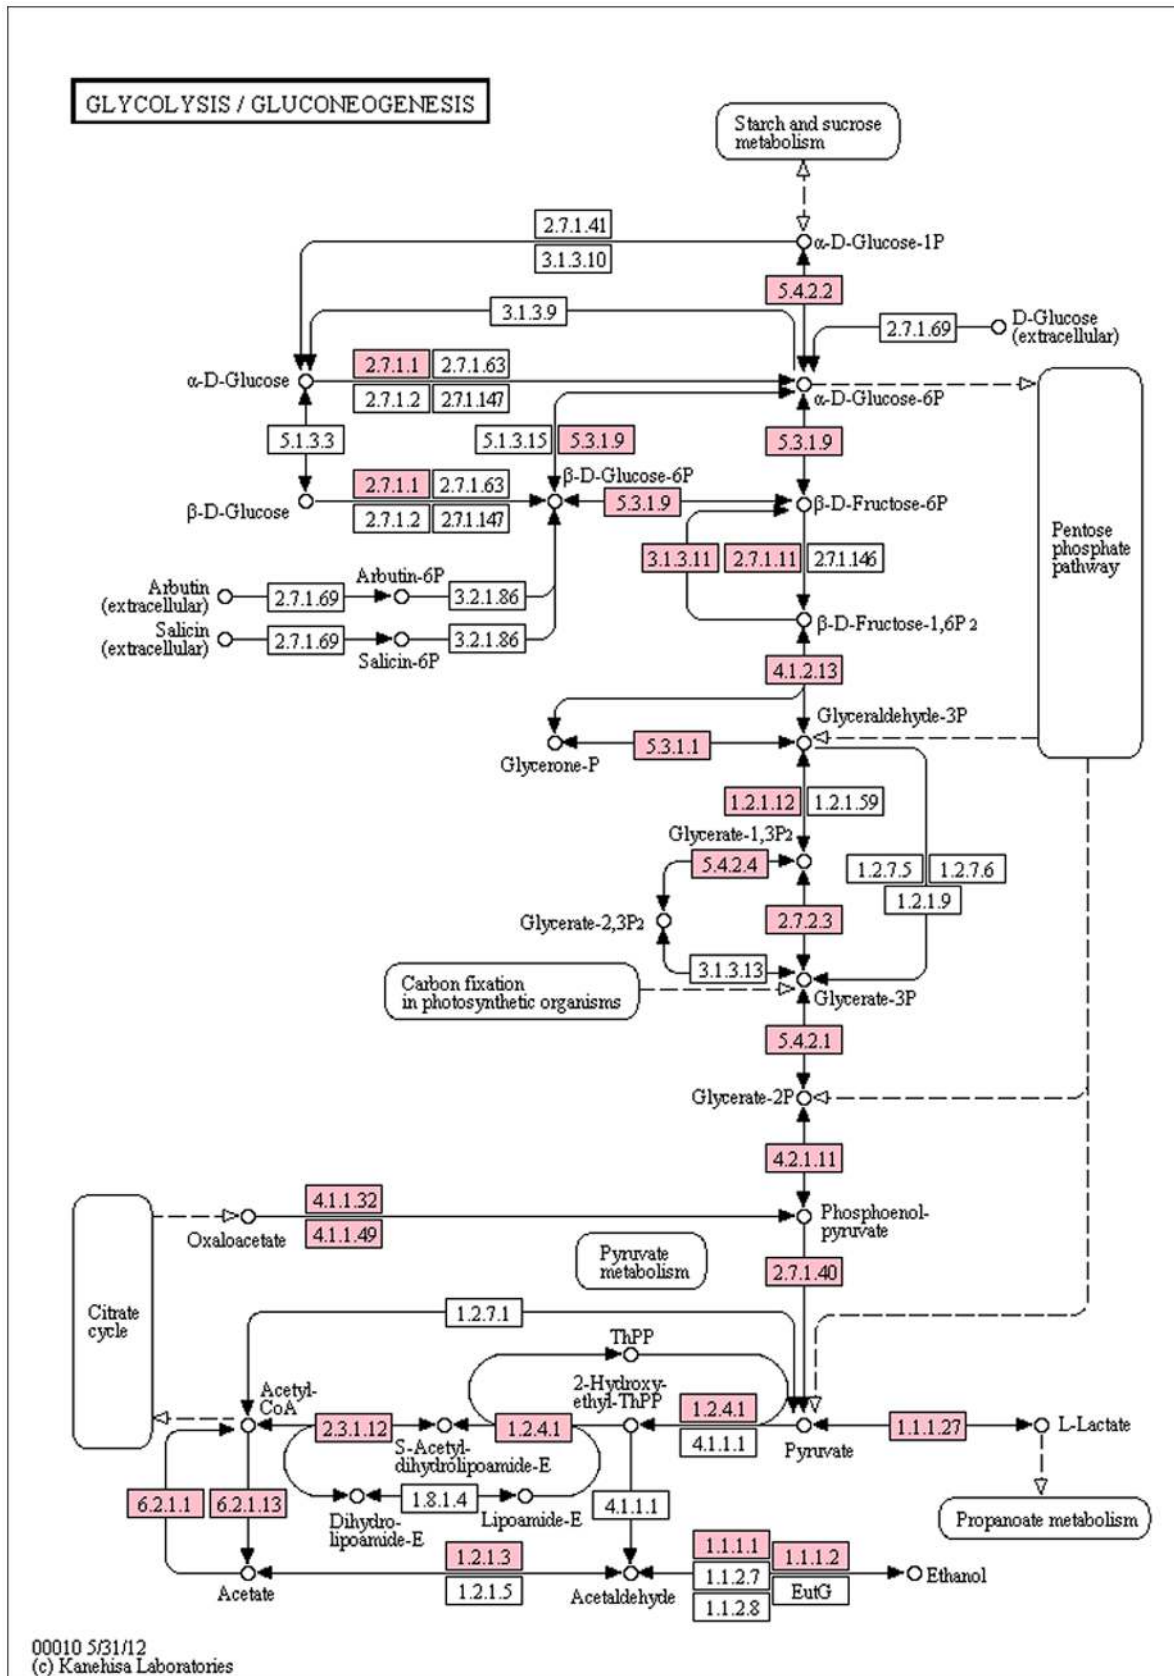 GLYCOLYSIS / GLUCONEOGENESIS
Starch and sucrose
metabolism
2.7.1.41
α-D-Glucose-1P
3.1.3.10
5.4.2.2
3.1.3.9
2.7.1.69
D-Glucose
(extracellular)
2.7.1.1
2.7.1.63
α-D-Glucose
2.7.1.2
2.7.1.147
α-D-Glucose-6P
5.1.3.3
5.1.3.15
5.3.1.9
5.3.1.9
β-D-Glucose-6P
2.7.1.1
2.7.1.63
5.3.1.9
β-D-Glucose
2.7.1.2
2.7.1.147
β-D-Fructose-6P
Pentose
phosphate
pathway
3.1.3.11
2.7.1.11
2.7.1.146
Arbutin
(extracellular)
2.7.1.69
Arbutin-6P
3.2.1.86
β-D-Fructose-1,6P2
Salicin
(extracellular)
2.7.1.69
Salicin-6P
3.2.1.86
4.1.2.13
Glyceraldehyde-3P
5.3.1.1
Glycerone-P
1.2.1.12
1.2.1.59
Glycerate-1,3P2
5.4.2.4
1.2.7.5
1.2.7.6
1.2.1.9
Glycerate-2,3P2
2.7.2.3
3.1.3.13
Carbon fixation
in photosynthetic organisms
Glycerate-3P
5.4.2.1
Glycerate-2P
4.2.1.11
4.1.1.32
Oxaloacetate
4.1.1.49
Phosphoenol-
pyruvate
Pyruvate
metabolism
2.7.1.40
Citrate
cycle
1.2.7.1
ThPP
Acetyl-
CoA
2-Hydroxy-
ethyl-ThPP
1.2.4.1
2.3.1.12
1.2.4.1
1.1.1.27
L-Lactate
S-Acetyl-
dihydrolipoamide-E
4.1.1.1
Pyruvate
6.2.1.1
6.2.1.13
1.8.1.4
4.1.1.1
Dihydro-
lipoamide-E
Lipoamide-E
Propanoate metabolism
1.2.1.3
1.1.1.1
1.1.1.2
Acetate
1.2.1.5
Acetaldehyde
1.1.2.7
EutG
Ethanol
1.1.2.8
00010 5/31/12
(c) Kanehisa Laboratories